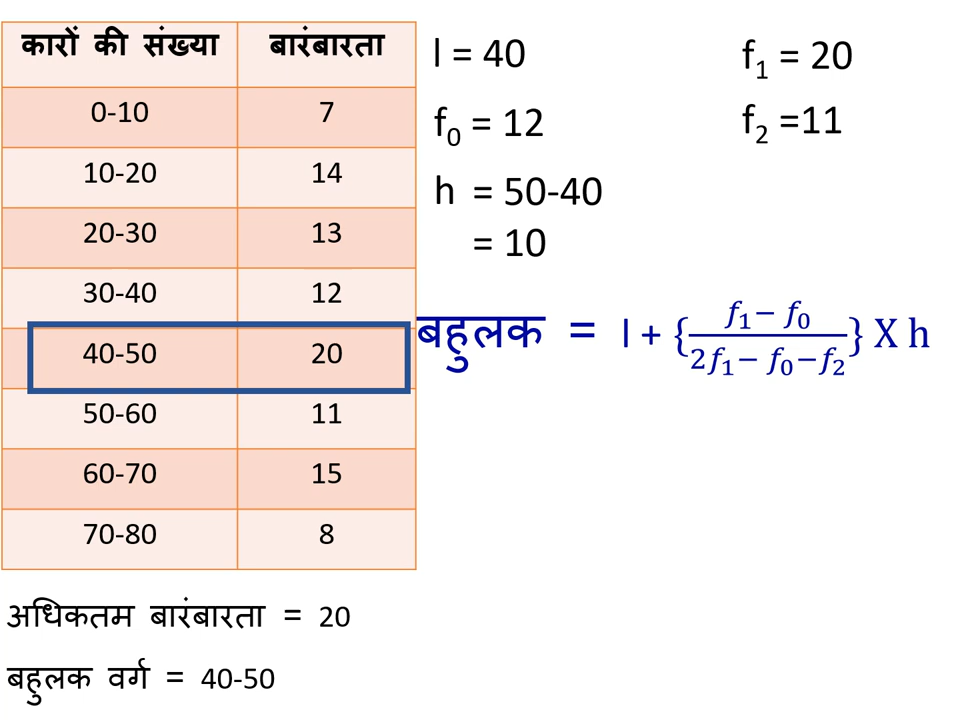 कारों की संख्या बारंबारता
0-10 7
10-20 14
20-30 13
30-40 12
40-50 20
50-60 11
60-70 15
70-80 8
अधिकतम बारंबारता = 20
बहुलक वर्ग = 40-50
l = 40 f₁ = 20
f₀ = 12 f₂ =11
h = 50-40
= 10
बहुलक = l + {(f₁ − f₀)/(2f₁ − f₀ − f₂)} X h